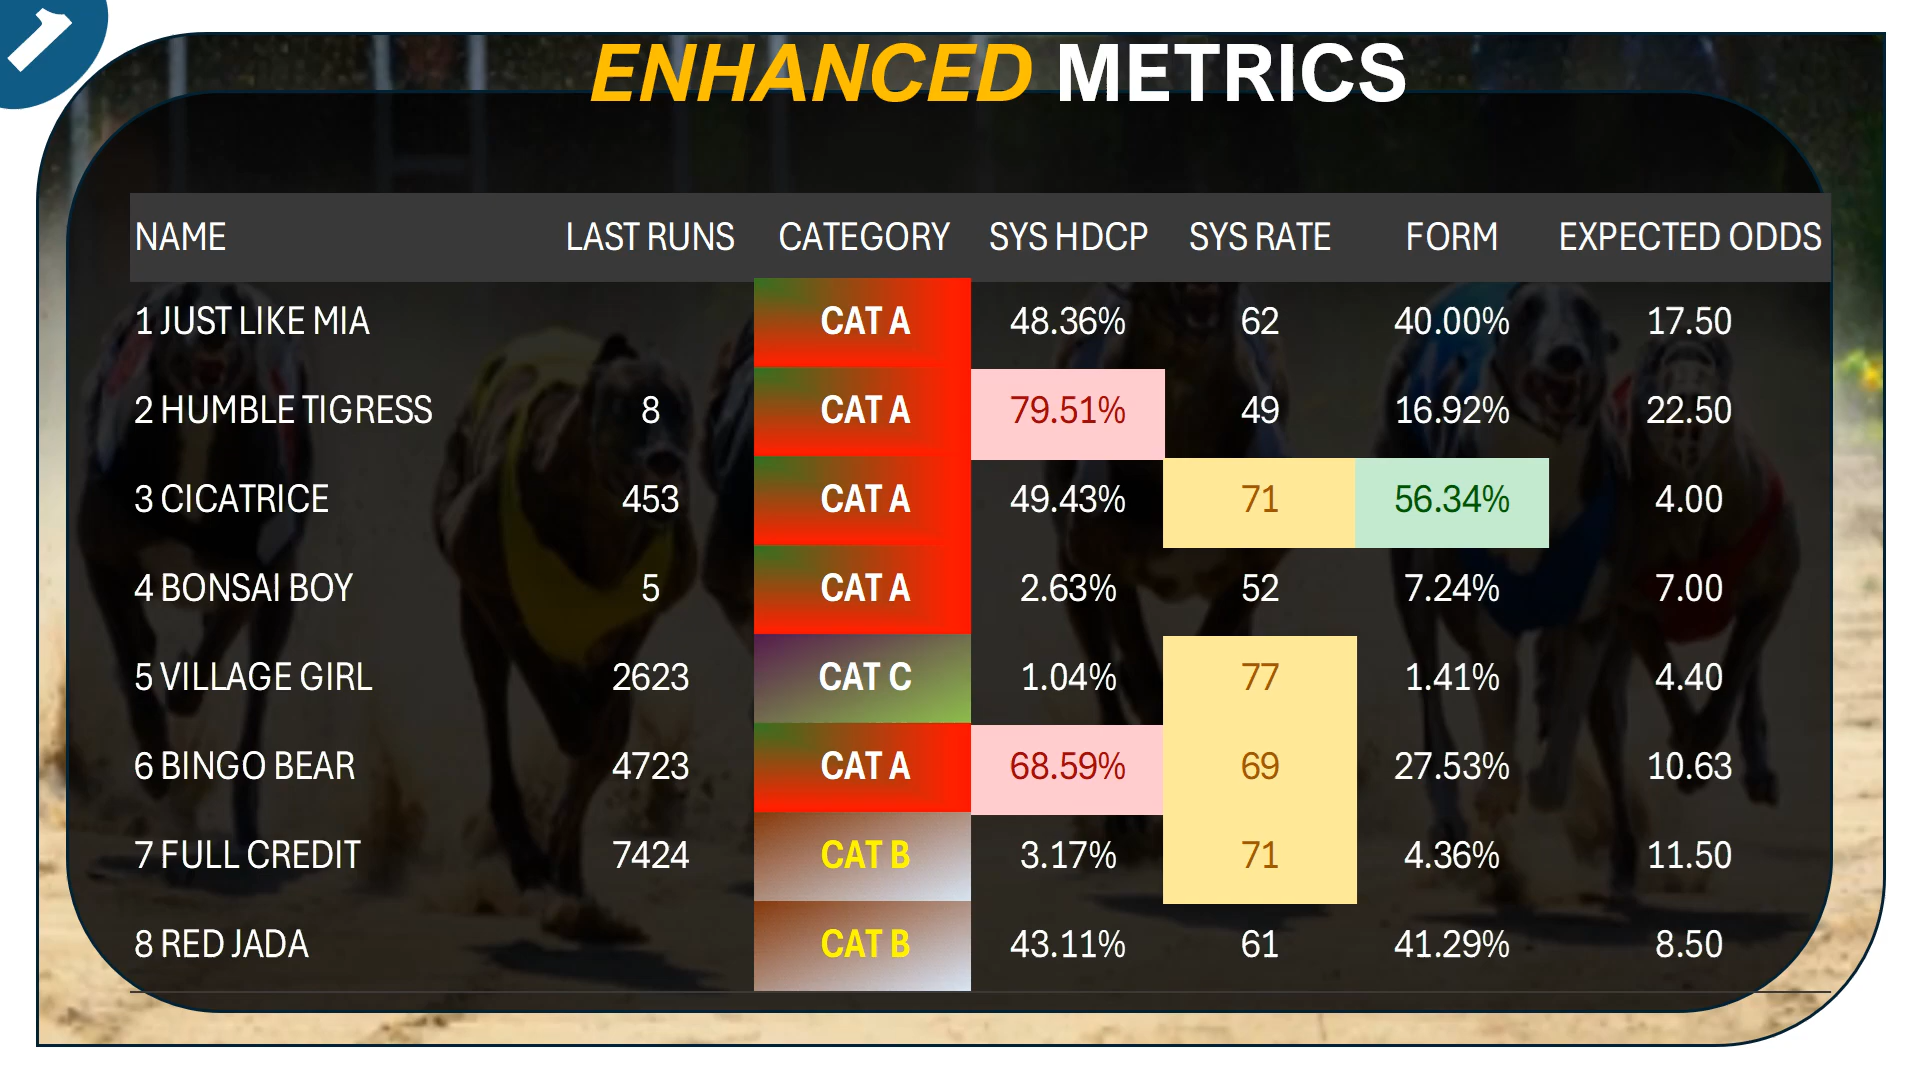 1
ENHANCED METRICS
NAME LAST RUNS CATEGORY SYS HDCP SYS RATE FORM EXPECTED ODDS
1 JUST LIKE MIA CAT A 48.36% 62 40.00% 17.50
2 HUMBLE TIGRESS 8 CAT A 79.51% 49 16.92% 22.50
3 CICATRICE 453 CAT A 49.43% 71 56.34% 4.00
4 BONSAI BOY 5 CAT A 2.63% 52 7.24% 7.00
5 VILLAGE GIRL 2623 CAT C 1.04% 77 1.41% 4.40
6 BINGO BEAR 4723 CAT A 68.59% 69 27.53% 10.63
7 FULL CREDIT 7424 CAT B 3.17% 71 4.36% 11.50
8 RED JADA CAT B 43.11% 61 41.29% 8.50